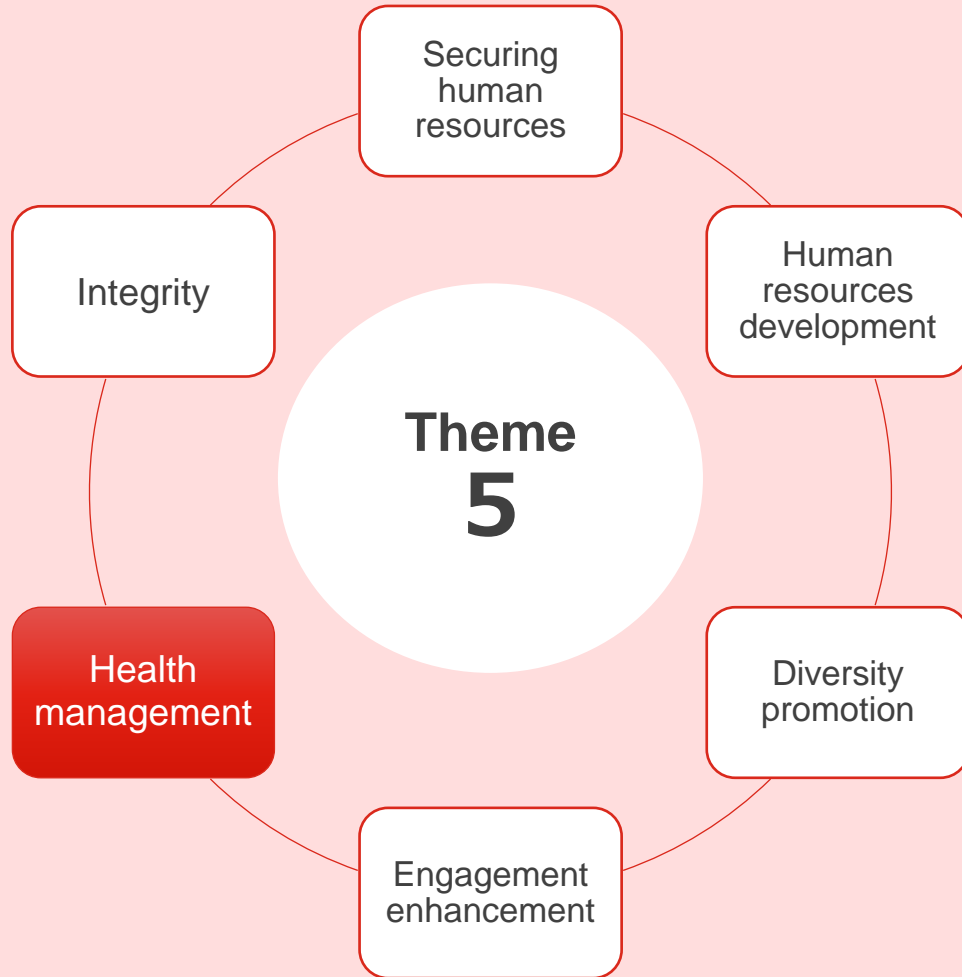 Securing
human
resources
Human
resources
development
Integrity
Theme
5
Health
management
Diversity
promotion
Engagement
enhancement